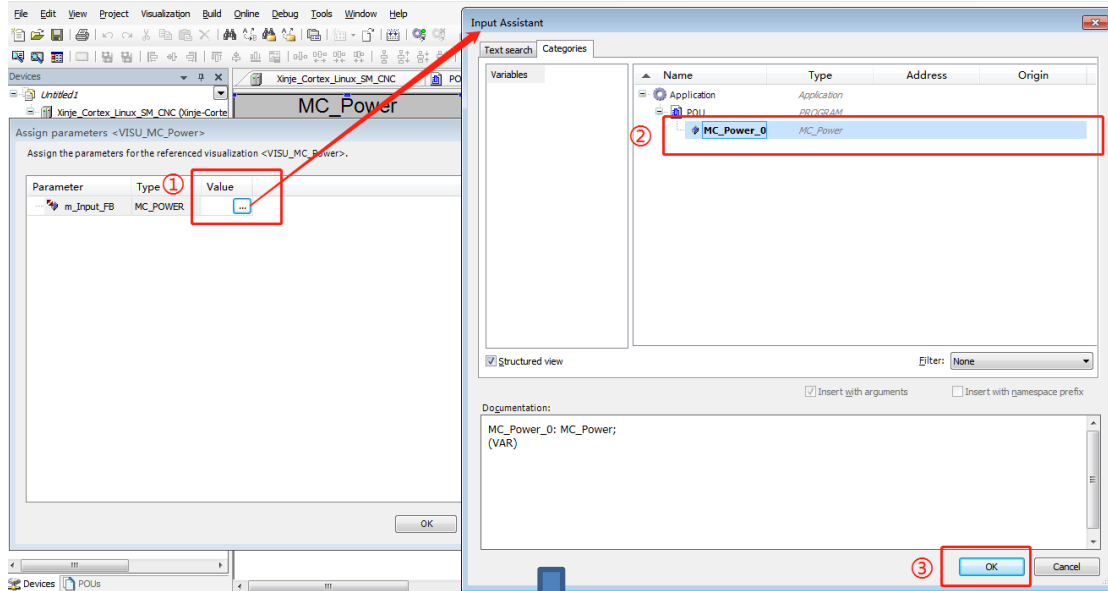 File Edit View Project Visualization Build Online Debug Tools Window Help
Devices
Untitled1
Xinje_Cortex_Linux_SM_CNC (Xinje-Corte
Xinje_Cortex_Linux_SM_CNC
PO
MC_Power
Assign parameters <VISU_MC_Power>
Assign the parameters for the referenced visualization <VISU_MC_Power>.
Parameter Type ① Value
m_Input_FB MC_POWER ...
OK
Devices POUs
Input Assistant
Text search Categories
Variables
Name Type Address Origin
Application Application
POU PROGRAM
② MC_Power_0 MC_Power
Structured view
Filter: None
Insert with arguments Insert with namespace prefix
Documentation:
MC_Power_0: MC_Power;
(VAR)
③ OK Cancel